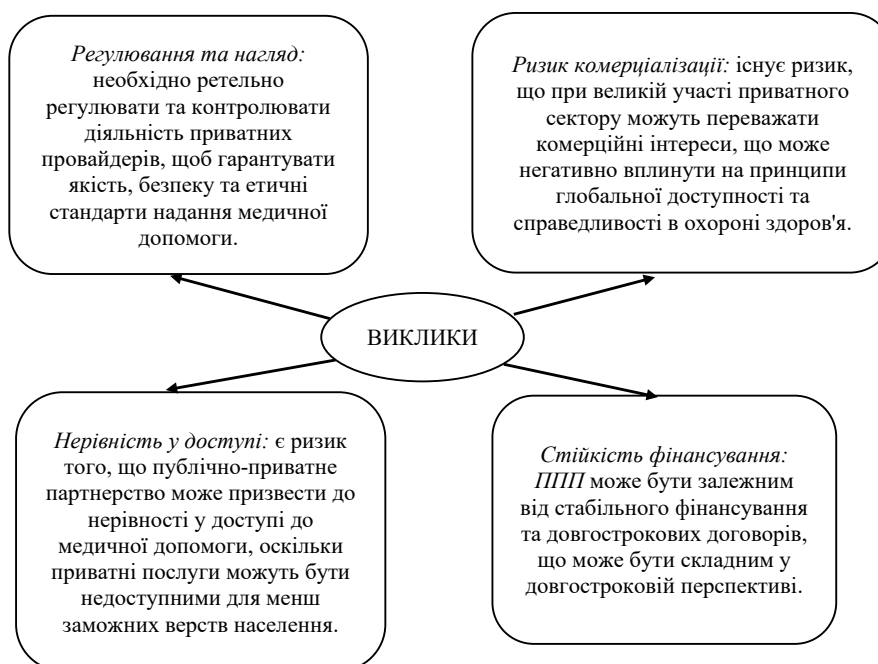 Регулювання та нагляд:
необхідно ретельно
регулювати та контролювати
діяльність приватних
провайдерів, щоб гарантувати
якість, безпеку та етичні
стандарти надання медичної
допомоги.
Ризик комерціалізації: існує ризик,
що при великій участі приватного
сектору можуть переважати
комерційні інтереси, що може
негативно вплинути на принципи
глобальної доступності та
справедливості в охороні здоров'я.
ВИКЛИКИ
Нерівність у доступі: є ризик
того, що публічно-приватне
партнерство може призвести до
нерівності у доступі до
медичної допомоги, оскільки
приватні послуги можуть бути
недоступними для менш
заможних верств населення.
Стійкість фінансування:
ППП може бути залежним
від стабільного фінансування
та довгострокових договорів,
що може бути складним у
довгостроковій перспективі.